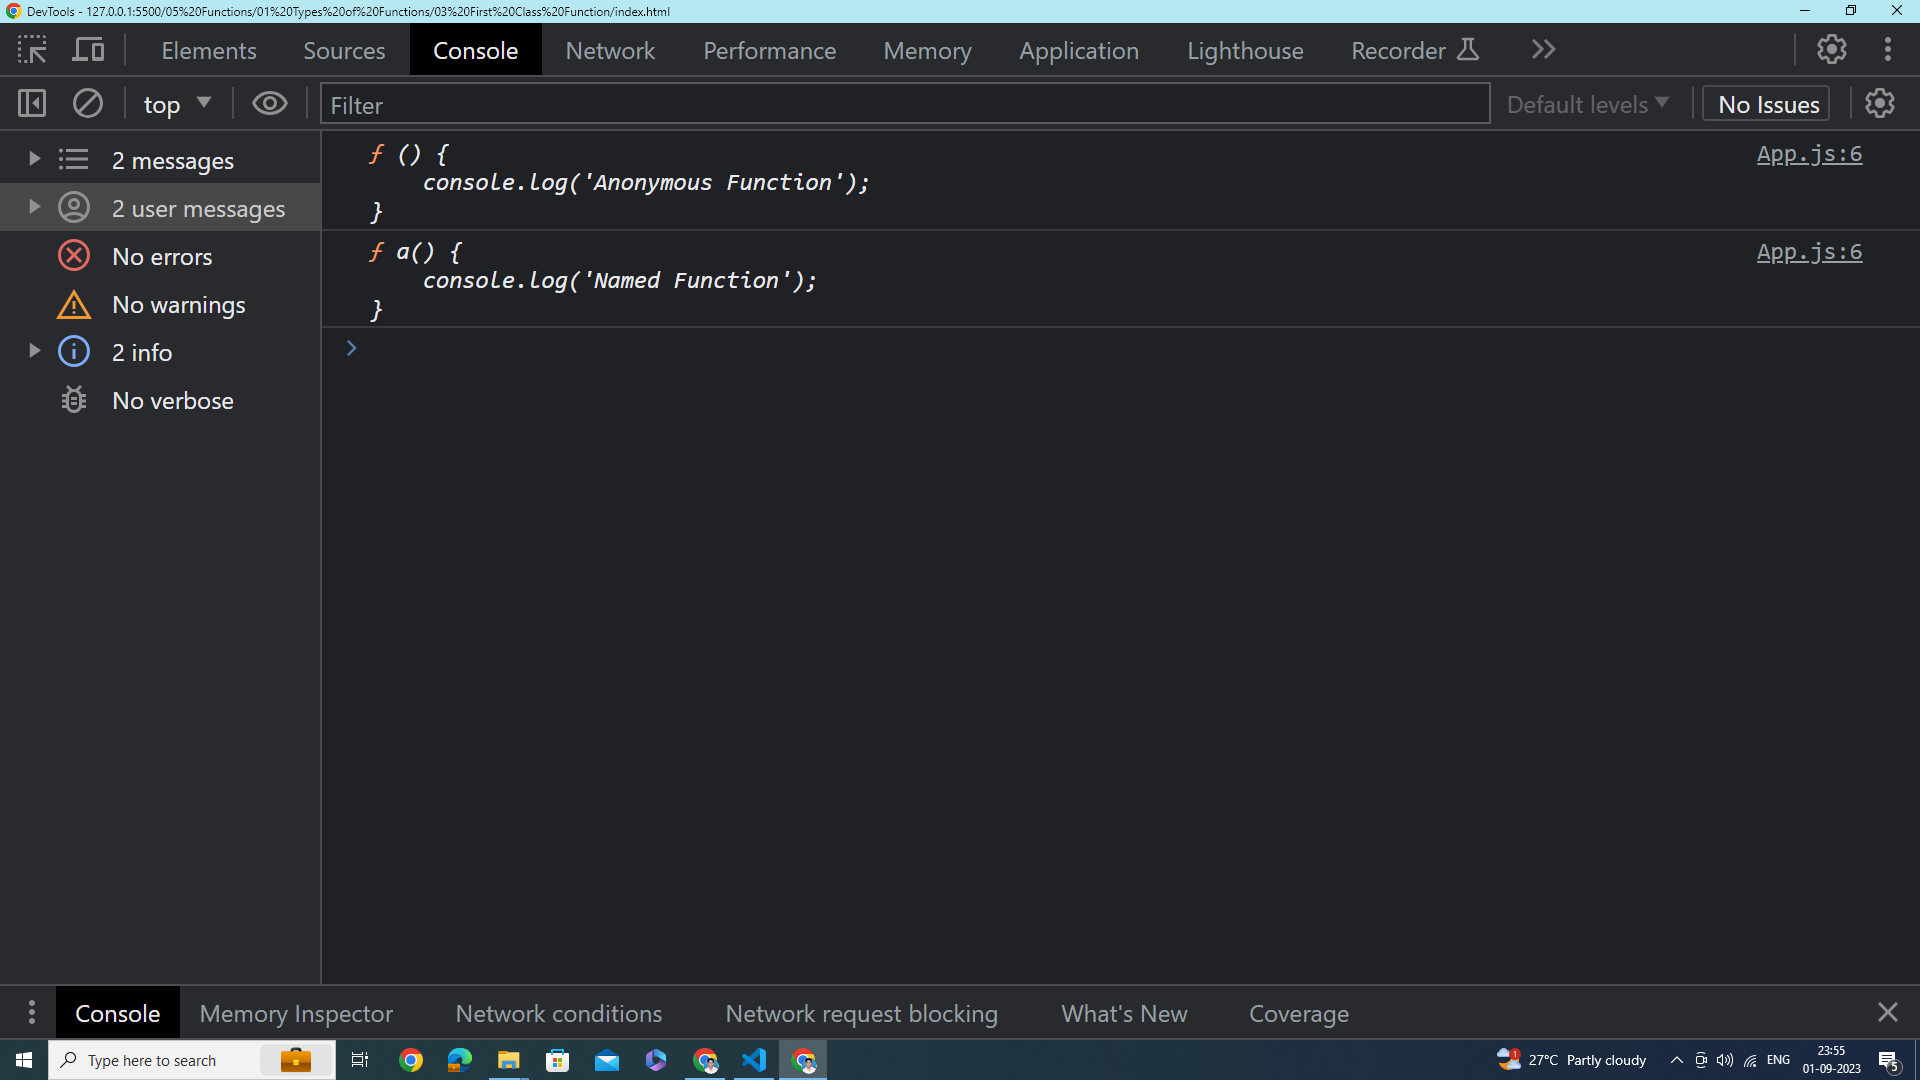 DevTools - 127.0.0.1:5500/05%20Functions/01%20Types%20of%20Functions/03%20First%20Class%20Function/index.html
Elements Sources Console Network Performance Memory Application Lighthouse Recorder
top Filter Default levels No Issues
2 messages
2 user messages
No errors
No warnings
2 info
No verbose
ƒ () { App.js:6
console.log('Anonymous Function');
}
ƒ a() { App.js:6
console.log('Named Function');
}
Console Memory Inspector Network conditions Network request blocking What's New Coverage
Type here to search 1 27°C Partly cloudy ENG 23:55 5
01-09-2023